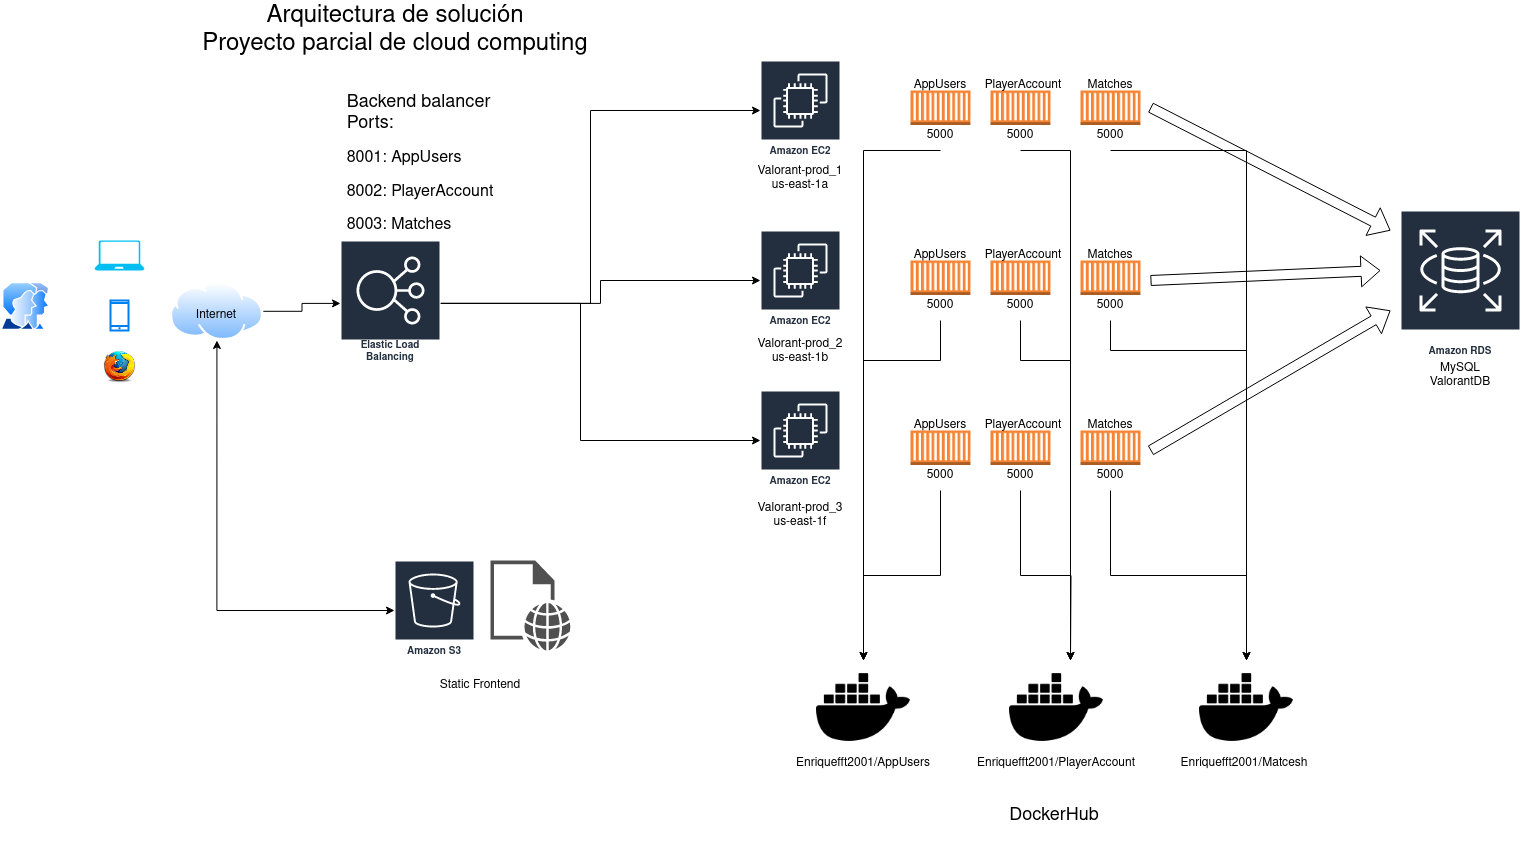 Arquitectura de solución
Proyecto parcial de cloud computing
Backend balancer
Ports:
8001: AppUsers
8002: PlayerAccount
8003: Matches
Elastic Load
Balancing
Internet
Amazon EC2
Valorant-prod_1
us-east-1a
AppUsers
PlayerAccount
Matches
5000
5000
5000
Amazon EC2
Valorant-prod_2
us-east-1b
AppUsers
PlayerAccount
Matches
5000
5000
5000
Amazon EC2
Valorant-prod_3
us-east-1f
AppUsers
PlayerAccount
Matches
5000
5000
5000
Amazon RDS
MySQL
ValorantDB
Amazon S3
Static Frontend
Enriquefft2001/AppUsers
Enriquefft2001/PlayerAccount
Enriquefft2001/Matcesh
DockerHub